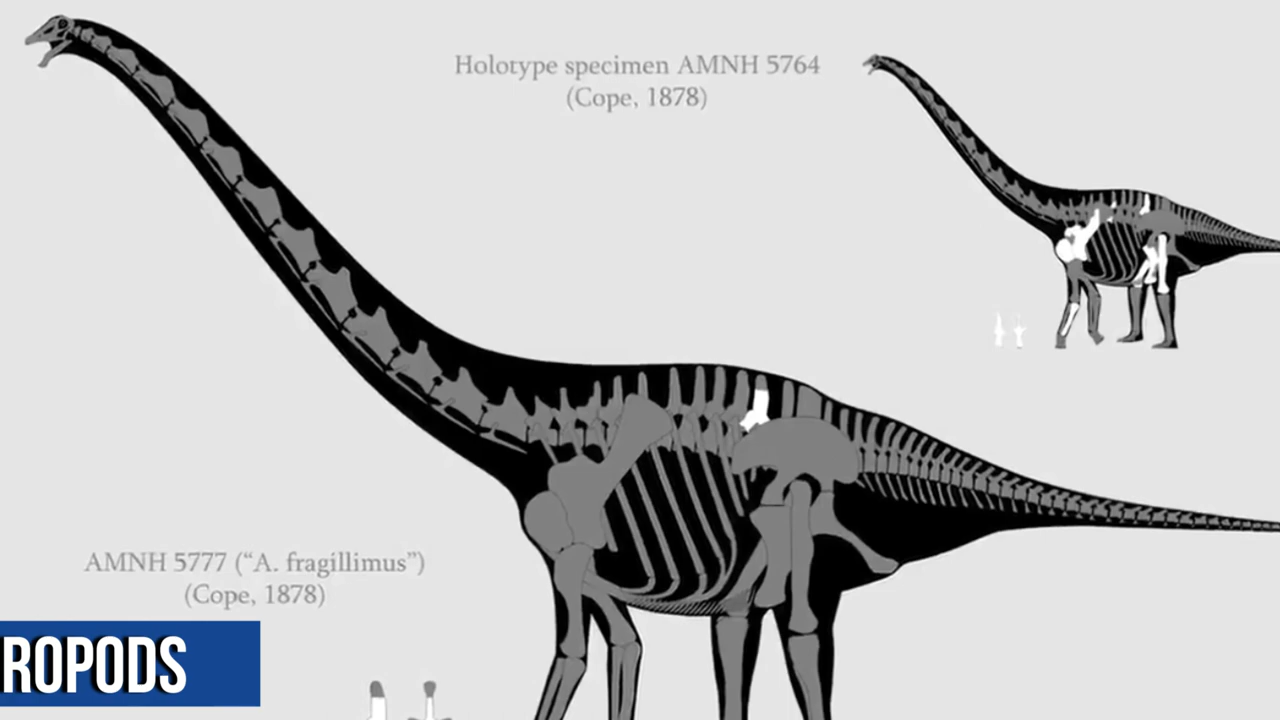 Holotype specimen AMNH 5764
(Cope, 1878)
AMNH 5777 (“A. fragillimus”)
(Cope, 1878)
ROPODS